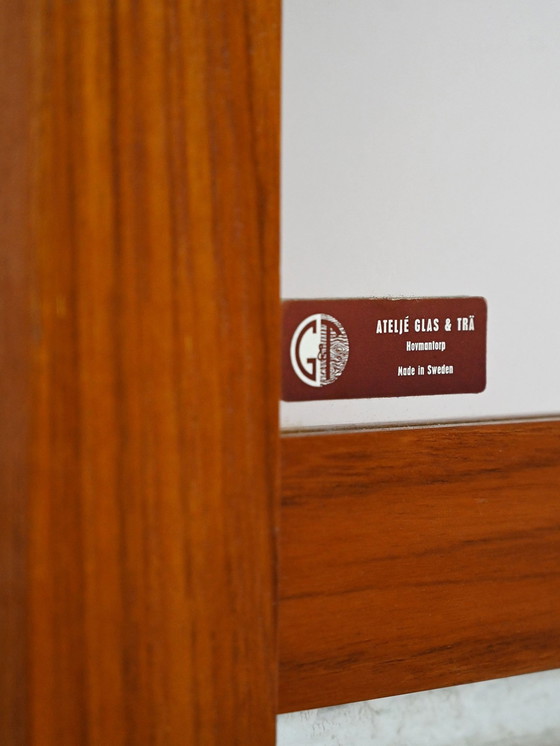 ATELJÉ GLAS & TRÄ
Hovmantorp
Made in Sweden